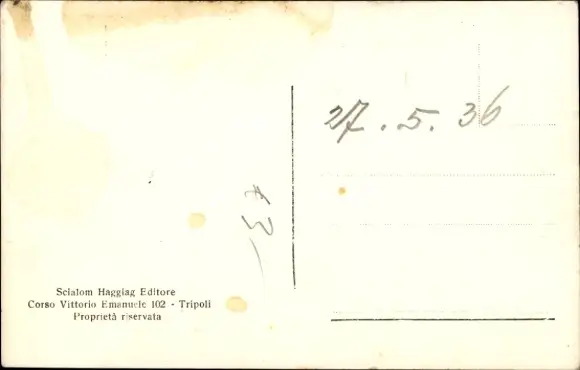 27.5.36
Scialom Haggiag Editore
Corso Vittorio Emanuele 102 - Tripoli
Proprietà riservata